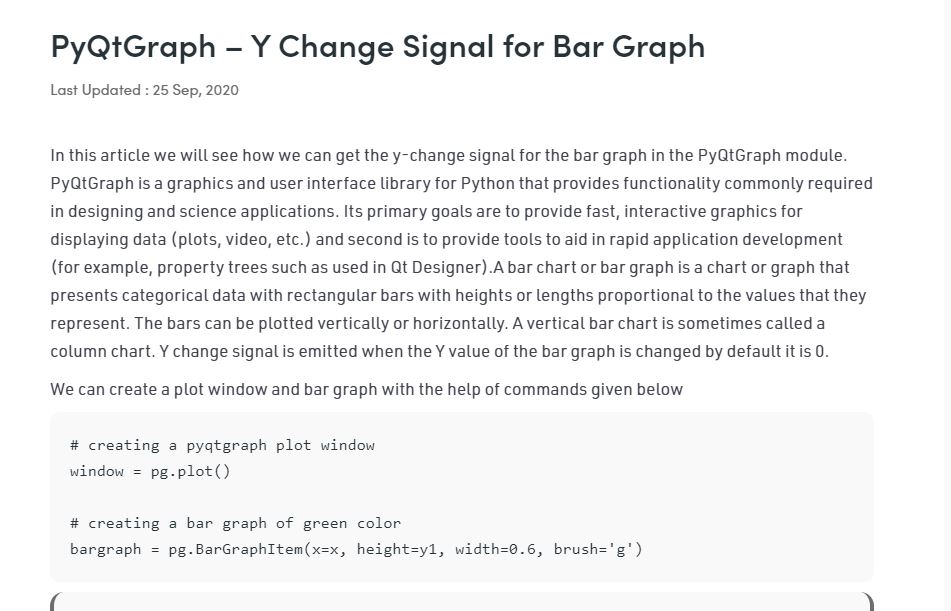 PyQtGraph – Y Change Signal for Bar Graph
Last Updated : 25 Sep, 2020
In this article we will see how we can get the y-change signal for the bar graph in the PyQtGraph module.
PyQtGraph is a graphics and user interface library for Python that provides functionality commonly required
in designing and science applications. Its primary goals are to provide fast, interactive graphics for
displaying data (plots, video, etc.) and second is to provide tools to aid in rapid application development
(for example, property trees such as used in Qt Designer).A bar chart or bar graph is a chart or graph that
presents categorical data with rectangular bars with heights or lengths proportional to the values that they
represent. The bars can be plotted vertically or horizontally. A vertical bar chart is sometimes called a
column chart. Y change signal is emitted when the Y value of the bar graph is changed by default it is 0.
We can create a plot window and bar graph with the help of commands given below
# creating a pyqtgraph plot window
window = pg.plot()
# creating a bar graph of green color
bargraph = pg.BarGraphItem(x=x, height=y1, width=0.6, brush='g')